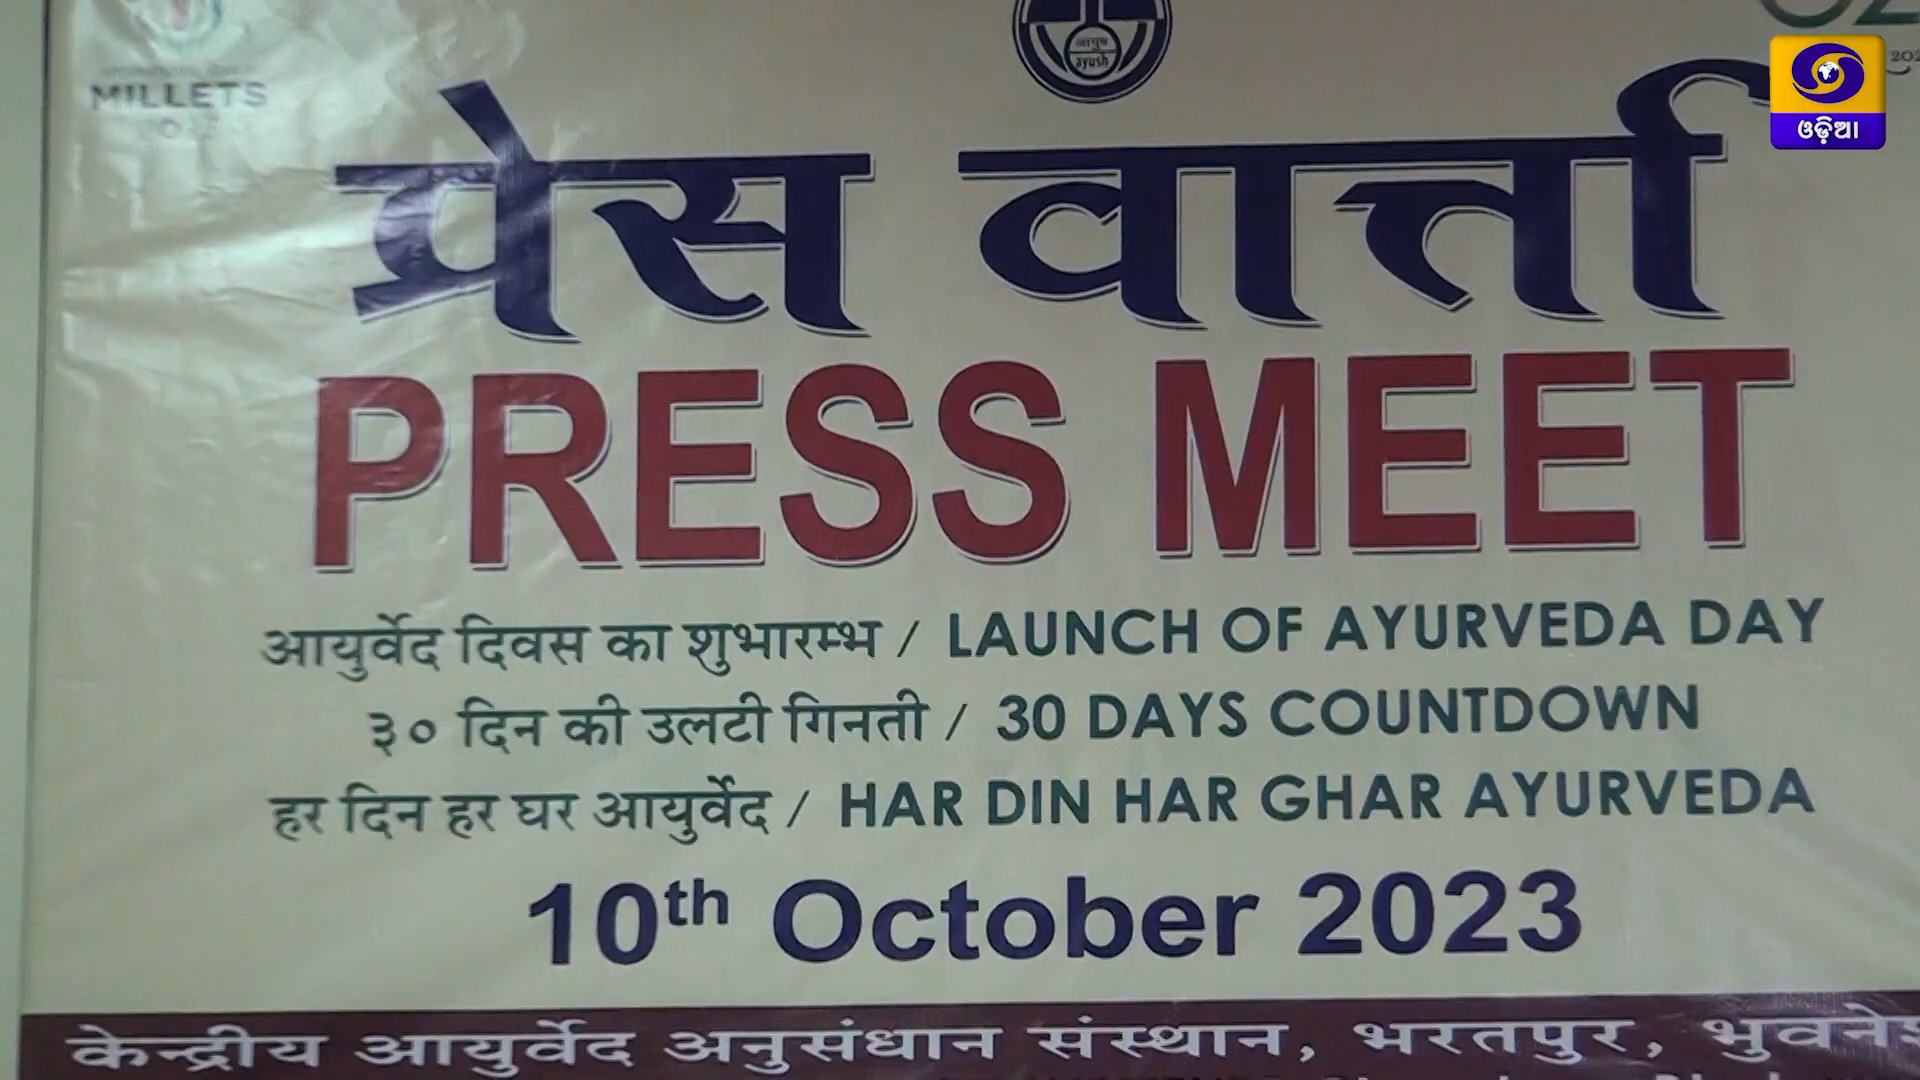 MILLETS
आयुष
ayush
ଓଡ଼ିଆ
प्रेस वार्त्ता
PRESS MEET
आयुर्वेद दिवस का शुभारम्भ / LAUNCH OF AYURVEDA DAY
३० दिन की उलटी गिनती / 30 DAYS COUNTDOWN
हर दिन हर घर आयुर्वेद / HAR DIN HAR GHAR AYURVEDA
10th October 2023
केन्द्रीय आयुर्वेद अनुसंधान संस्थान, भरतपुर,